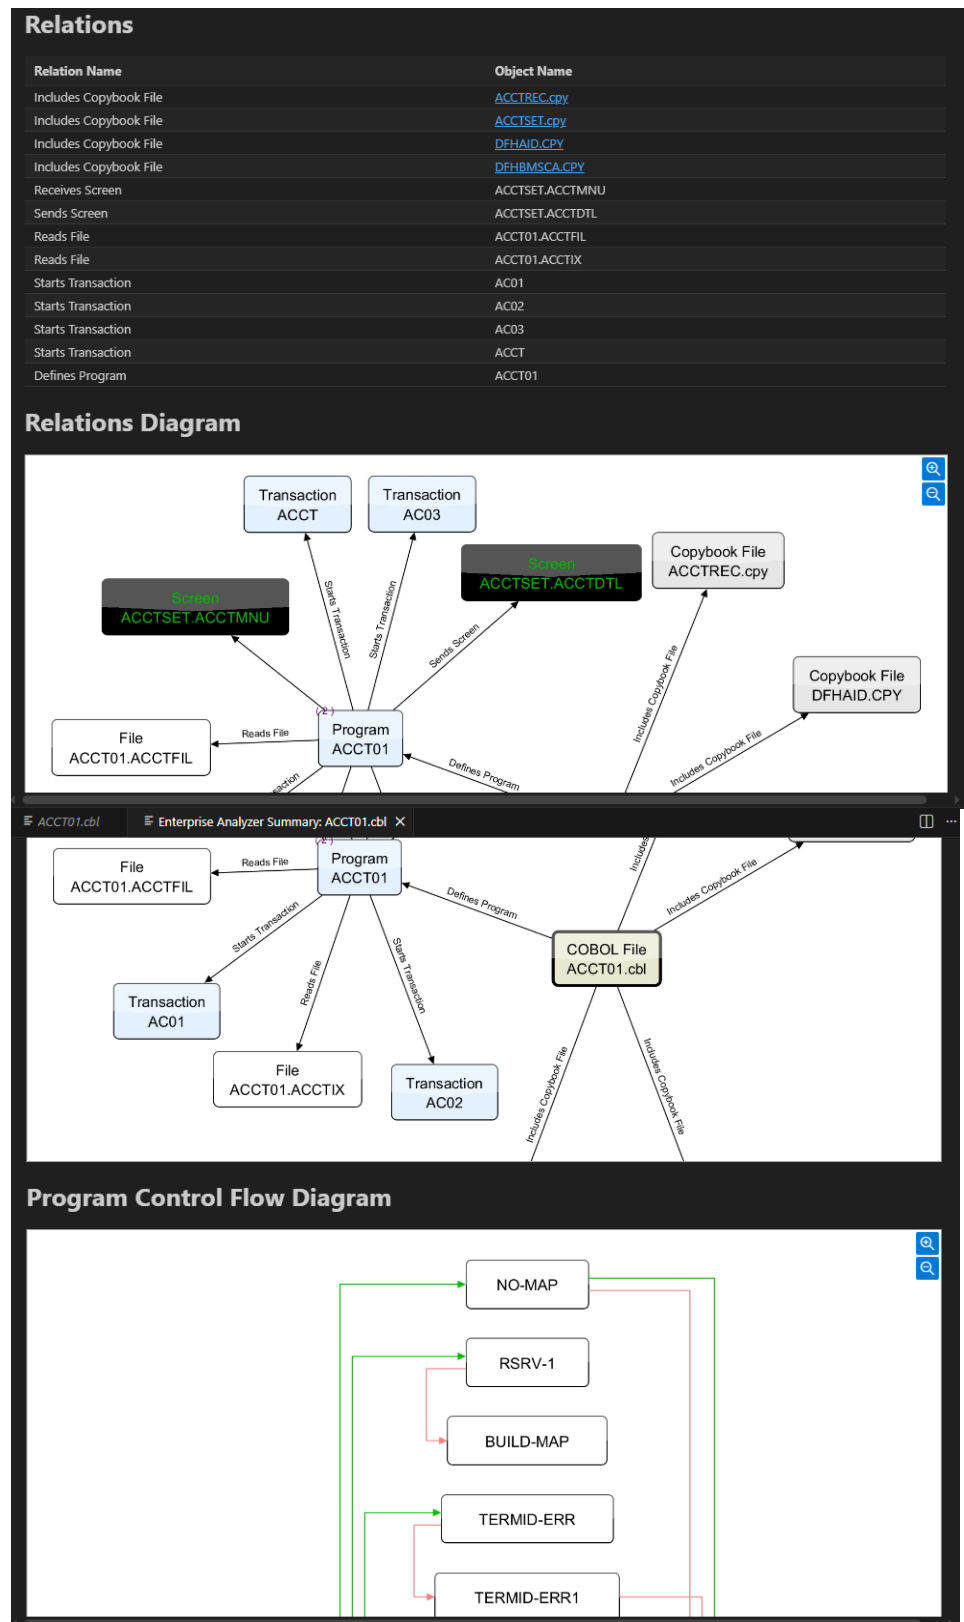 Relations
Relation Name Object Name
Includes Copybook File ACCTREC.cpy
Includes Copybook File ACCTSET.cpy
Includes Copybook File DFHAID.CPY
Includes Copybook File DFHBMSCA.CPY
Receives Screen ACCTSET.ACCTMNU
Sends Screen ACCTSET.ACCTDTL
Reads File ACCT01.ACCTFIL
Reads File ACCT01.ACCTIX
Starts Transaction AC01
Starts Transaction AC02
Starts Transaction AC03
Starts Transaction ACCT
Defines Program ACCT01
Relations Diagram
Transaction
ACCT
Transaction
AC03
Screen
ACCTSET.ACCTDTL
Copybook File
ACCTREC.cpy
Screen
ACCTSET.ACCTMNU
Starts Transaction
Starts Transaction
Sends Screen
Includes Copybook File
Copybook File
DFHAID.CPY
(2)
File
ACCT01.ACCTFIL
Reads File
Program
ACCT01
Defines Program
Includes Copybook File
saction
ACCT01.cbl
Enterprise Analyzer Summary: ACCT01.cbl
(2)
File
ACCT01.ACCTFIL
Reads File
Program
ACCT01
Includes
Includes Copybook File
Defines Program
Starts Transaction
Reads File
Starts Transaction
COBOL File
ACCT01.cbl
Transaction
AC01
File
ACCT01.ACCTIX
Transaction
AC02
Includes Copybook File
Includes Copybook File
Program Control Flow Diagram
NO-MAP
RSRV-1
BUILD-MAP
TERMID-ERR
TERMID-ERR1